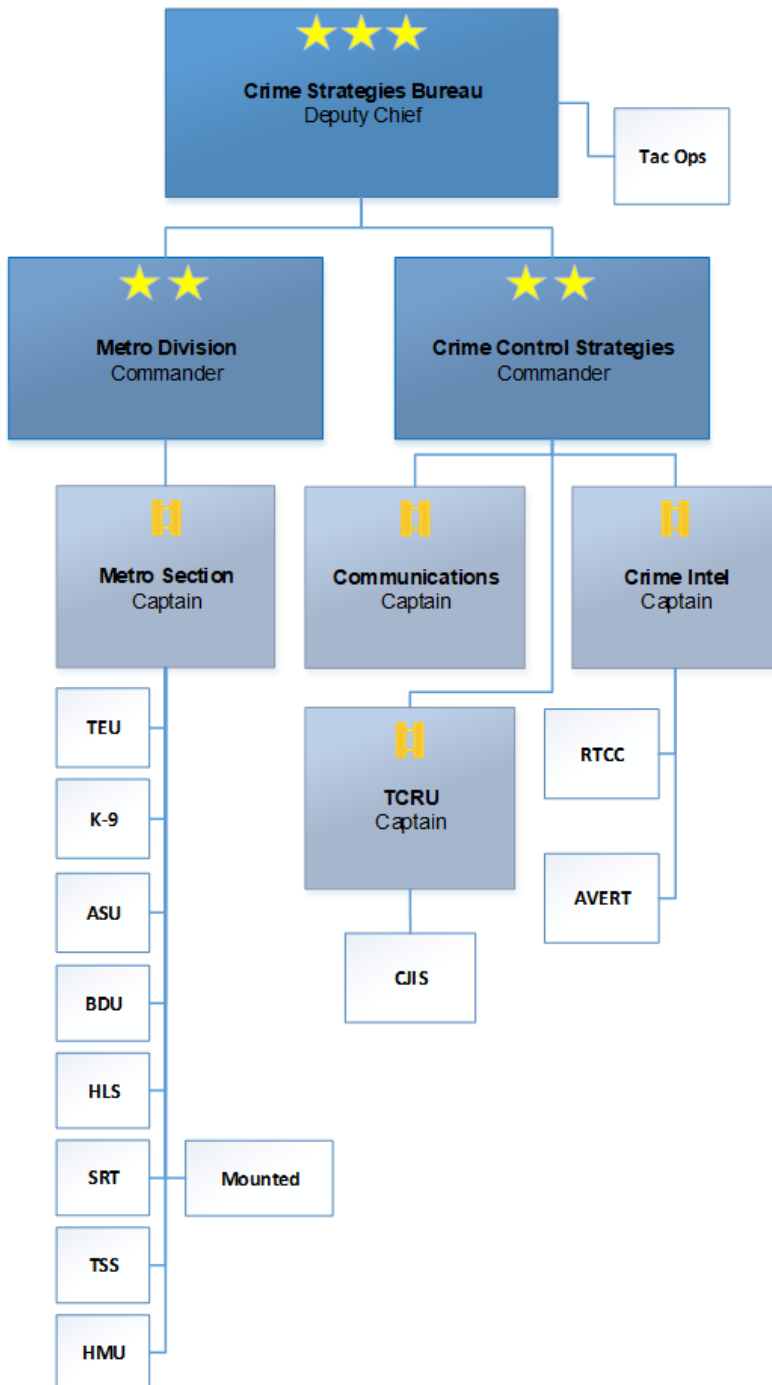 Crime Strategies Bureau
Deputy Chief
Tac Ops
Metro Division
Commander
Crime Control Strategies
Commander
Metro Section
Captain
Communications
Captain
Crime Intel
Captain
TEU
K-9
ASU
BDU
HLS
SRT
Mounted
TSS
HMU
TCRU
Captain
CJIS
RTCC
AVERT